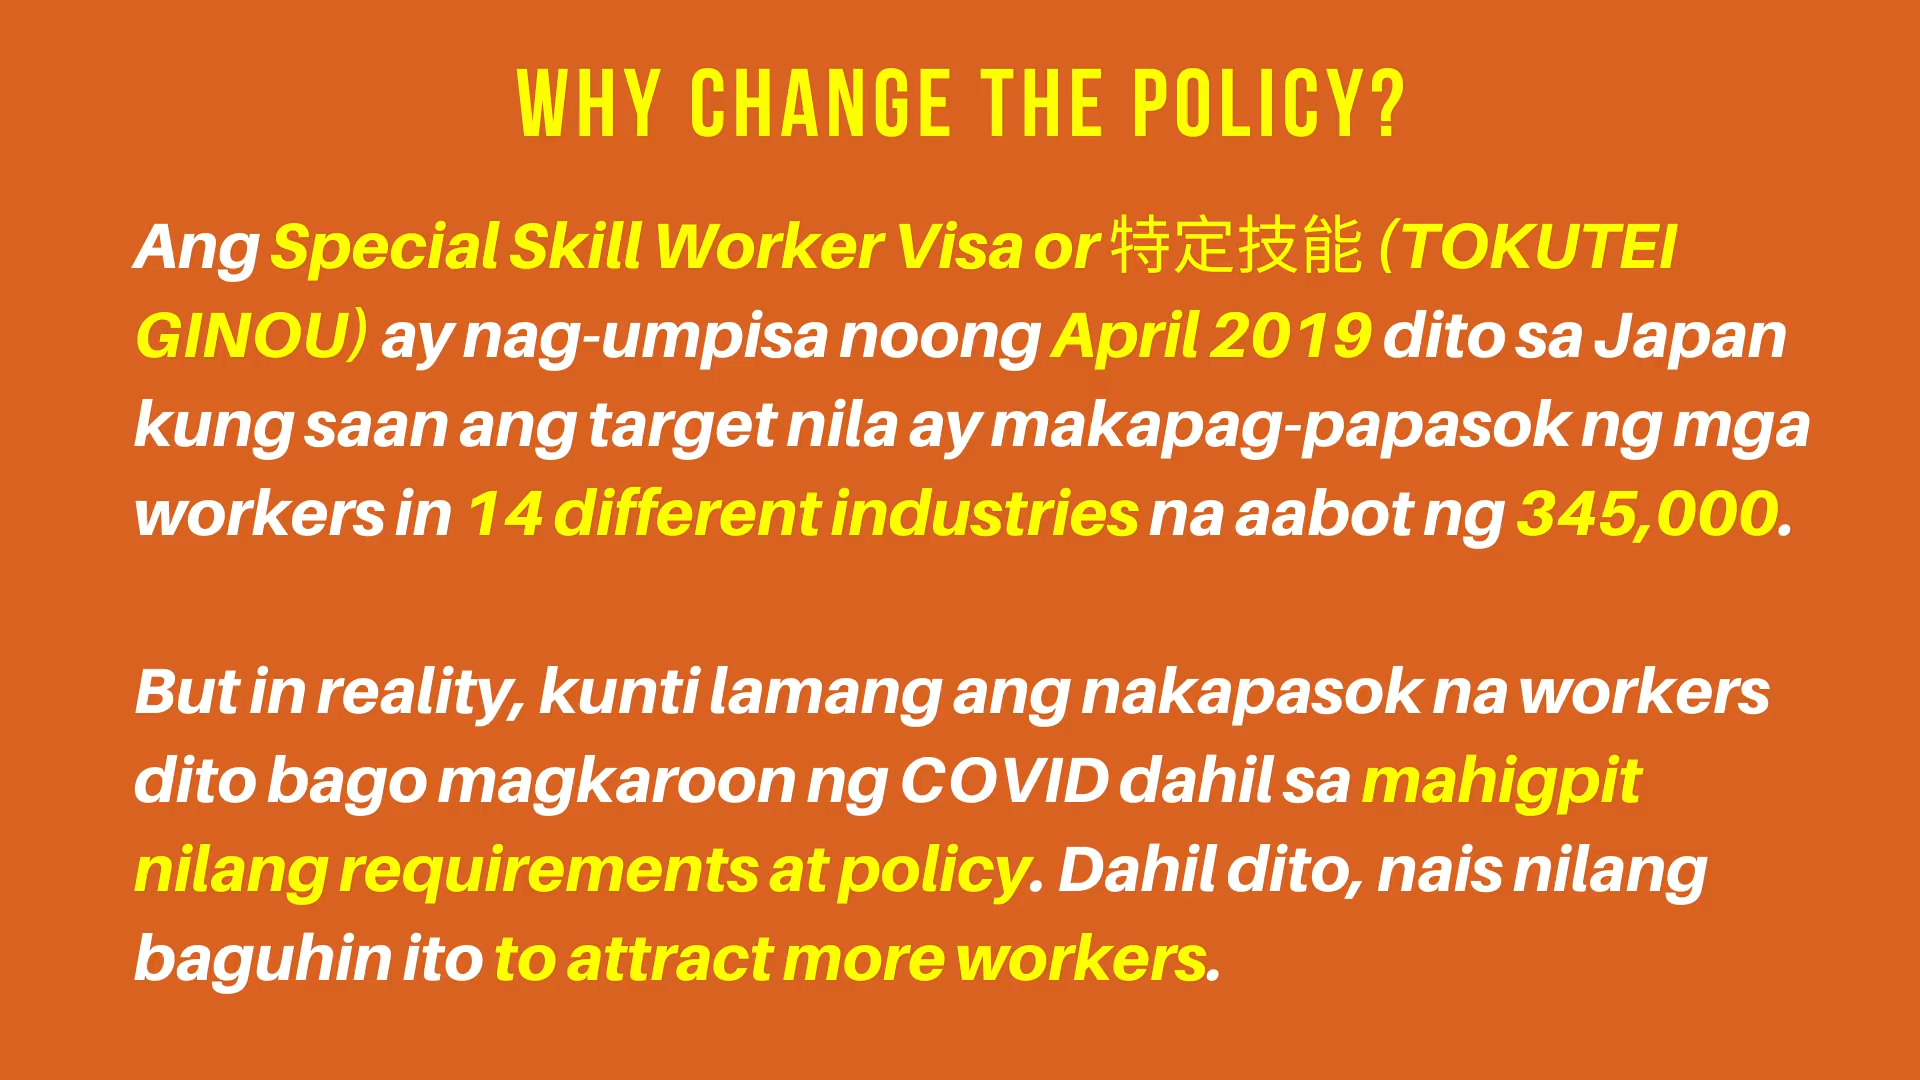 WHY CHANGE THE POLICY?
Ang Special Skill Worker Visa or 特定技能 (TOKUTEI
GINOU) ay nag-umpisa noong April 2019 dito sa Japan
kung saan ang target nila ay makapag-papasok ng mga
workers in 14 different industries na aabot ng 345,000.
But in reality, kunti lamang ang nakapasok na workers
dito bago magkaroon ng COVID dahil sa mahigpit
nilang requirements at policy. Dahil dito, nais nilang
baguhin ito to attract more workers.